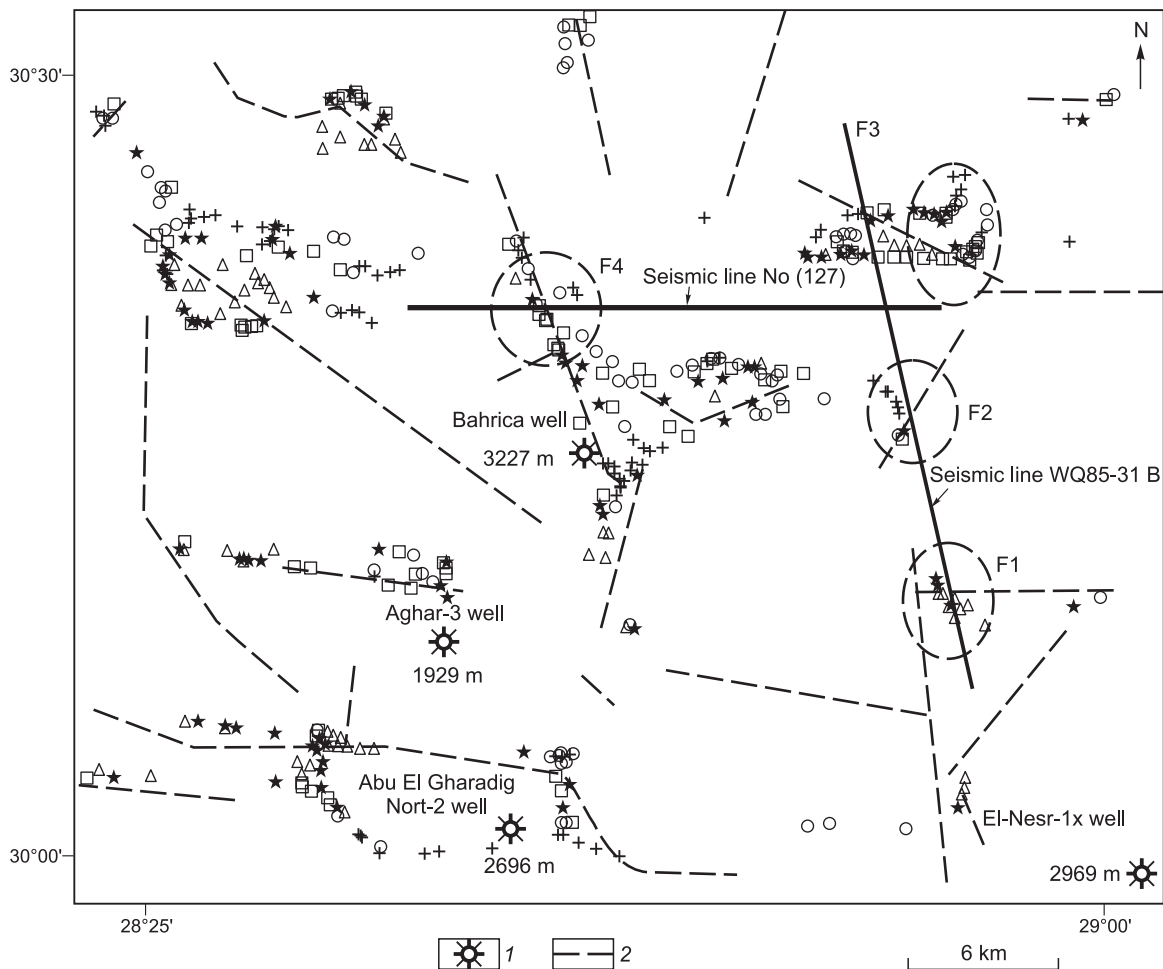 N
30°30'
F3
F4
Seismic line No (127)
Bahrica well
3227 m
F2
Seismic line WQ85-31 B
F1
Aghar-3 well
1929 m
Abu El Gharadig
Nort-2 well
2696 m
El-Nesr-1x well
2969 m
30°00'
28°25'
29°00'
1
2
6 km